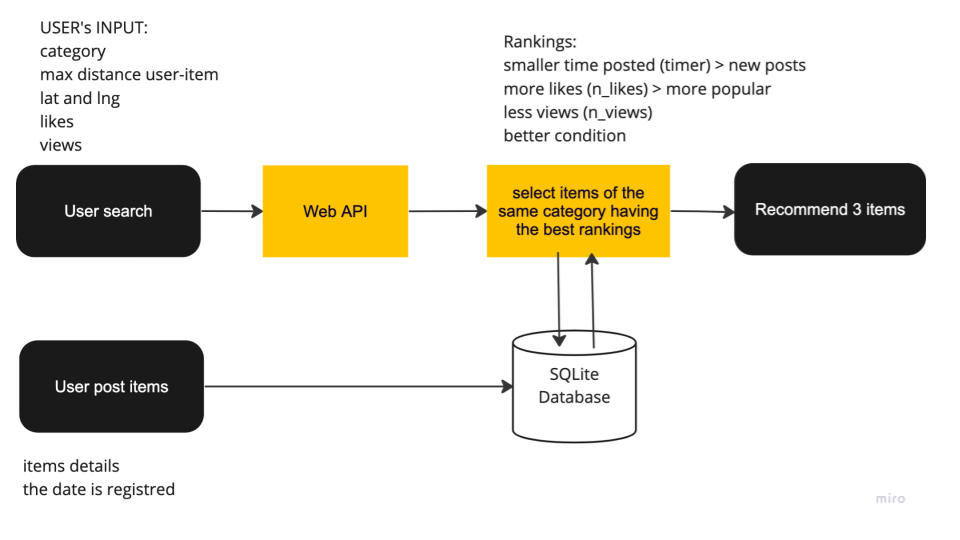 USER's INPUT:
category
max distance user-item
lat and lng
likes
views
Rankings:
smaller time posted (timer) > new posts
more likes (n_likes) > more popular
less views (n_views)
better condition
User search
Web API
select items of the
same category having
the best rankings
Recommend 3 items
User post items
SQLite
Database
items details
the date is registred
miro